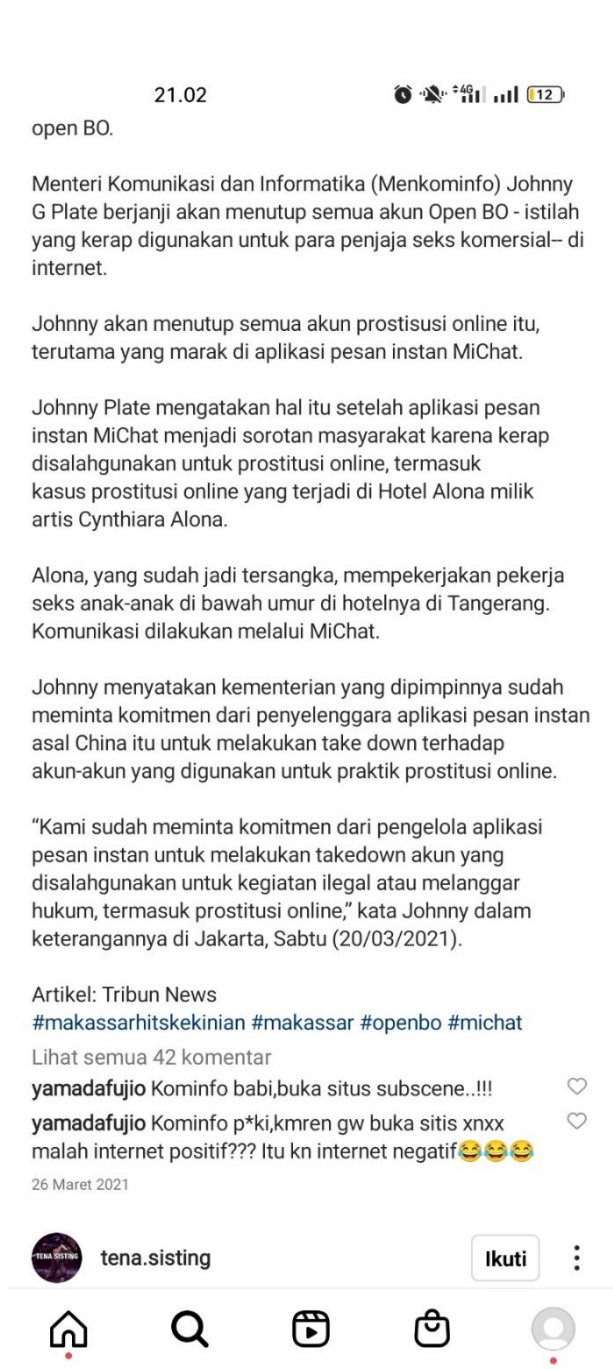 21.02
4G
12
open BO.
Menteri Komunikasi dan Informatika (Menkominfo) Johnny
G Plate berjanji akan menutup semua akun Open BO - istilah
yang kerap digunakan untuk para penjaja seks komersial-- di
internet.
Johnny akan menutup semua akun prostisusi online itu,
terutama yang marak di aplikasi pesan instan MiChat.
Johnny Plate mengatakan hal itu setelah aplikasi pesan
instan MiChat menjadi sorotan masyarakat karena kerap
disalahgunakan untuk prostitusi online, termasuk
kasus prostitusi online yang terjadi di Hotel Alona milik
artis Cynthiara Alona.
Alona, yang sudah jadi tersangka, mempekerjakan pekerja
seks anak-anak di bawah umur di hotelnya di Tangerang.
Komunikasi dilakukan melalui MiChat.
Johnny menyatakan kementerian yang dipimpinnya sudah
meminta komitmen dari penyelenggara aplikasi pesan instan
asal China itu untuk melakukan take down terhadap
akun-akun yang digunakan untuk praktik prostitusi online.
“Kami sudah meminta komitmen dari pengelola aplikasi
pesan instan untuk melakukan takedown akun yang
disalahgunakan untuk kegiatan ilegal atau melanggar
hukum, termasuk prostitusi online,” kata Johnny dalam
keterangannya di Jakarta, Sabtu (20/03/2021).
Artikel: Tribun News
#makassarhitskekinian #makassar #openbo #michat
Lihat semua 42 komentar
yamadafujio Kominfo babi,buka situs subscene..!!!
yamadafujio Kominfo p*ki,kmren gw buka sitis xnxx
malah internet positif??? Itu kn internet negatif😂😂😂
26 Maret 2021
TENA SISTING
tena.sisting
Ikuti